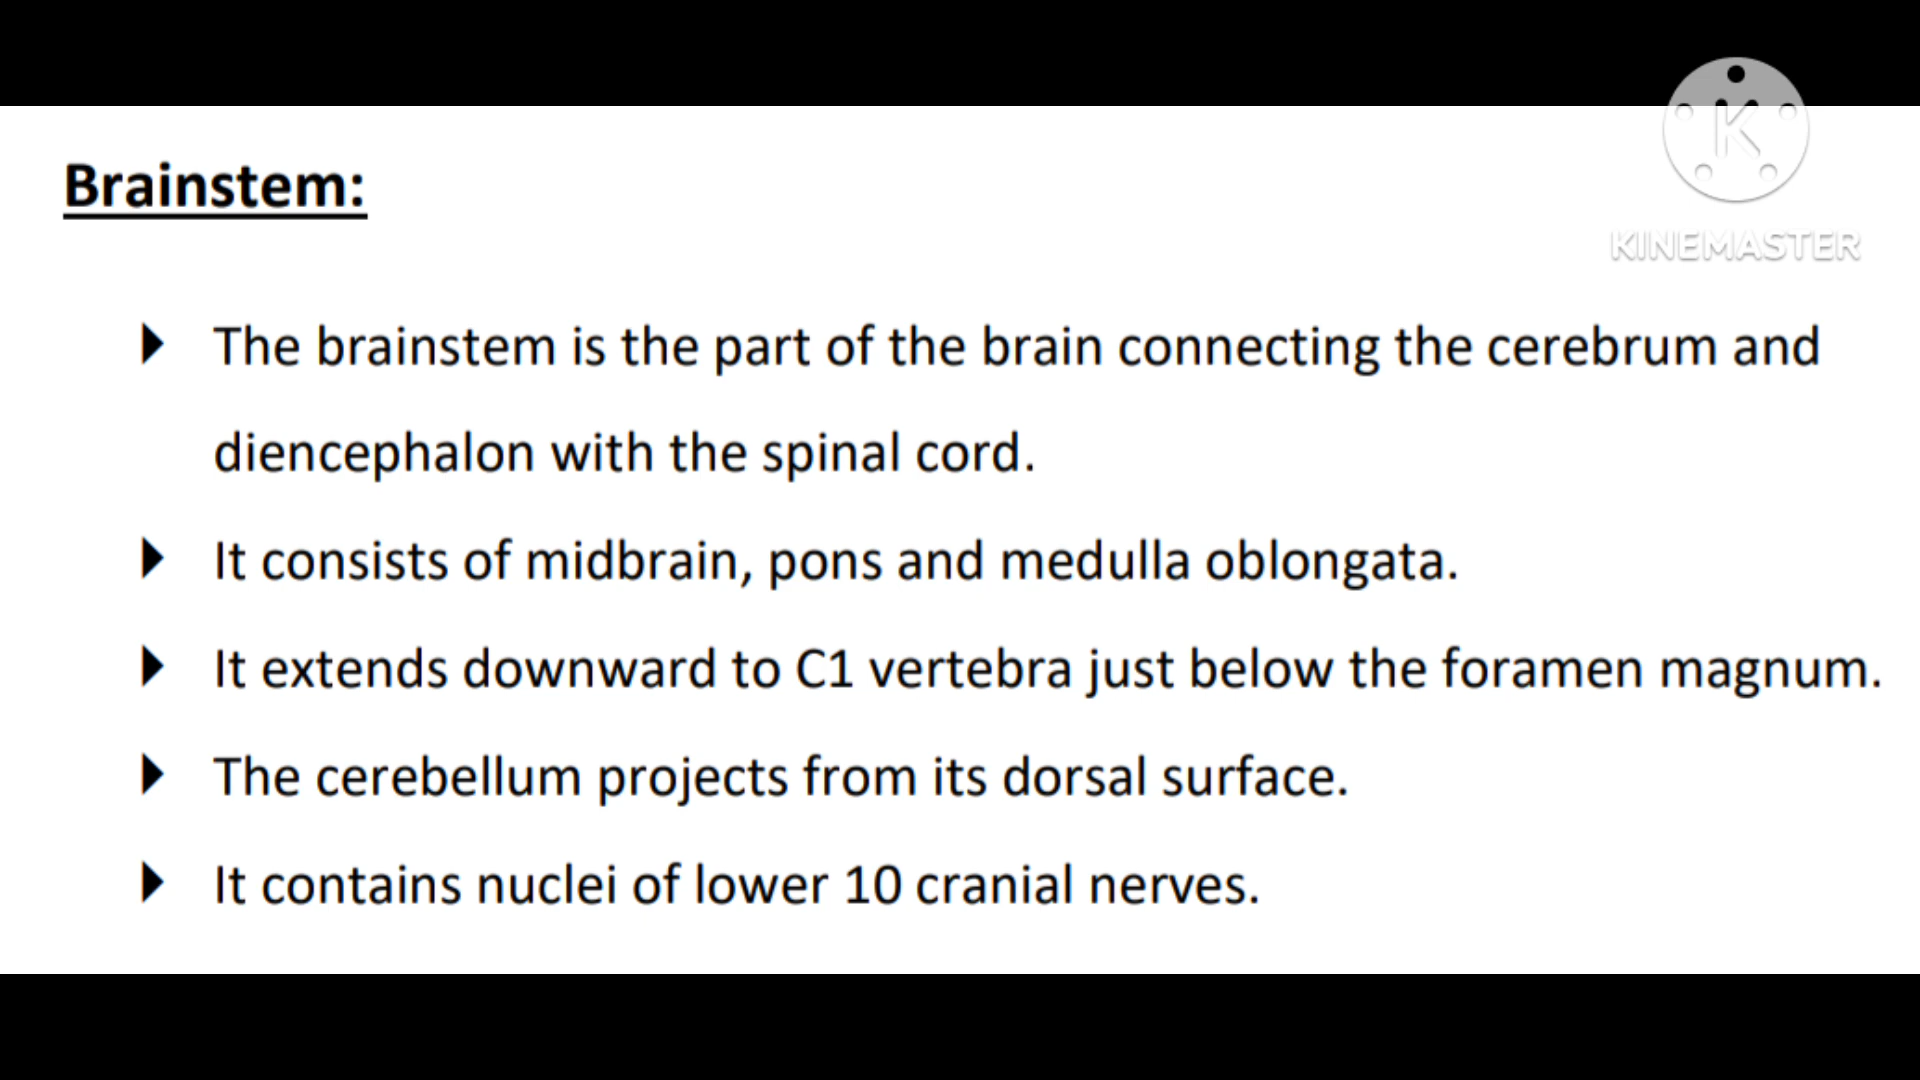 Brainstem:
KINEMASTER
The brainstem is the part of the brain connecting the cerebrum and
diencephalon with the spinal cord.
It consists of midbrain, pons and medulla oblongata.
It extends downward to C1 vertebra just below the foramen magnum.
The cerebellum projects from its dorsal surface.
It contains nuclei of lower 10 cranial nerves.